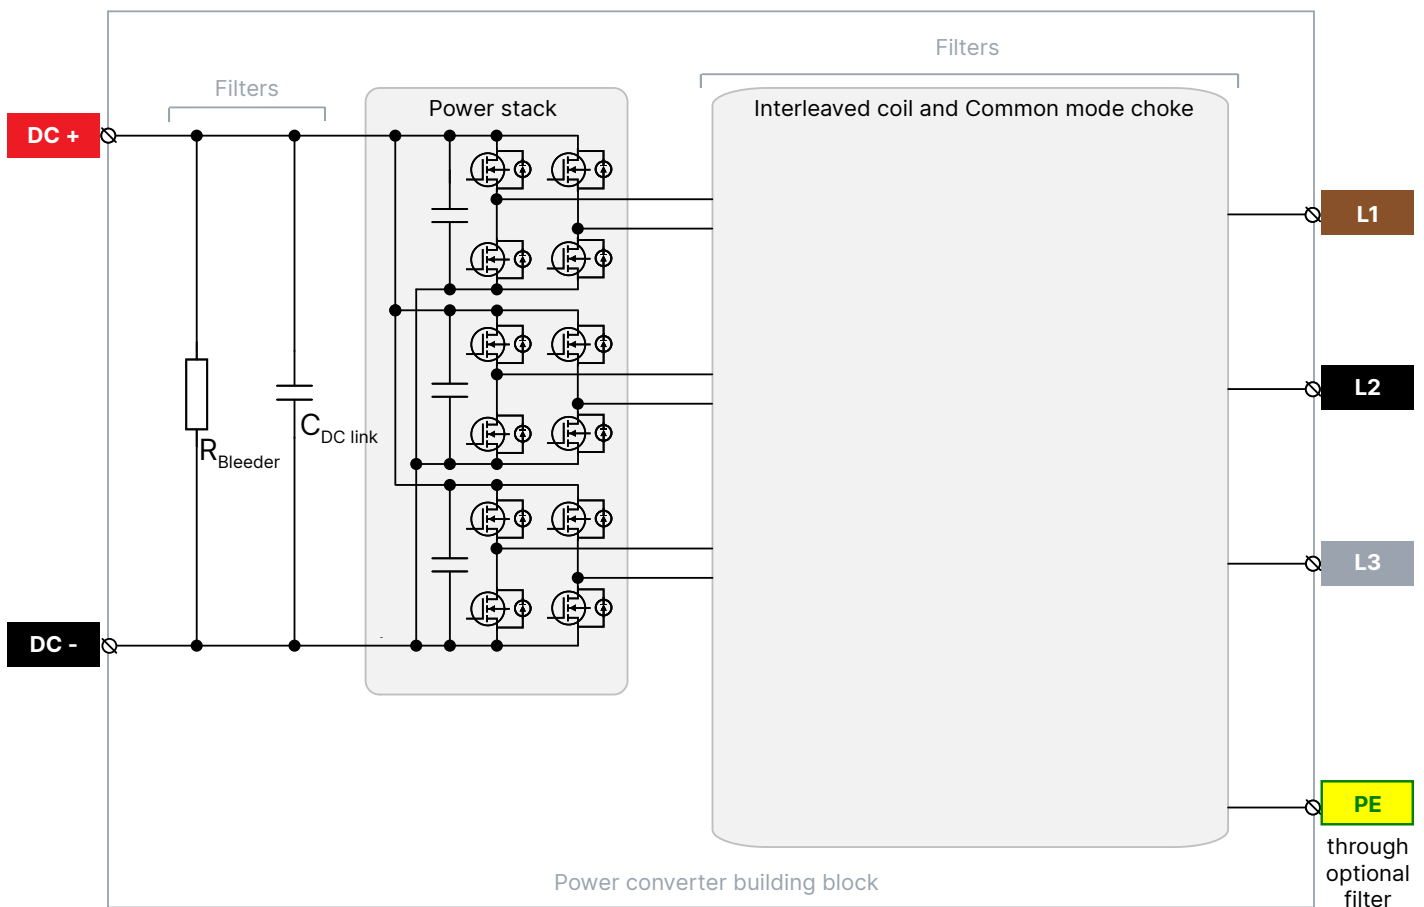 Filters
Filters
Power stack
Interleaved coil and Common mode choke
DC +
L1
L2
C DC link
R Bleeder
L3
DC -
PE
through
optional
filter
Power converter building block